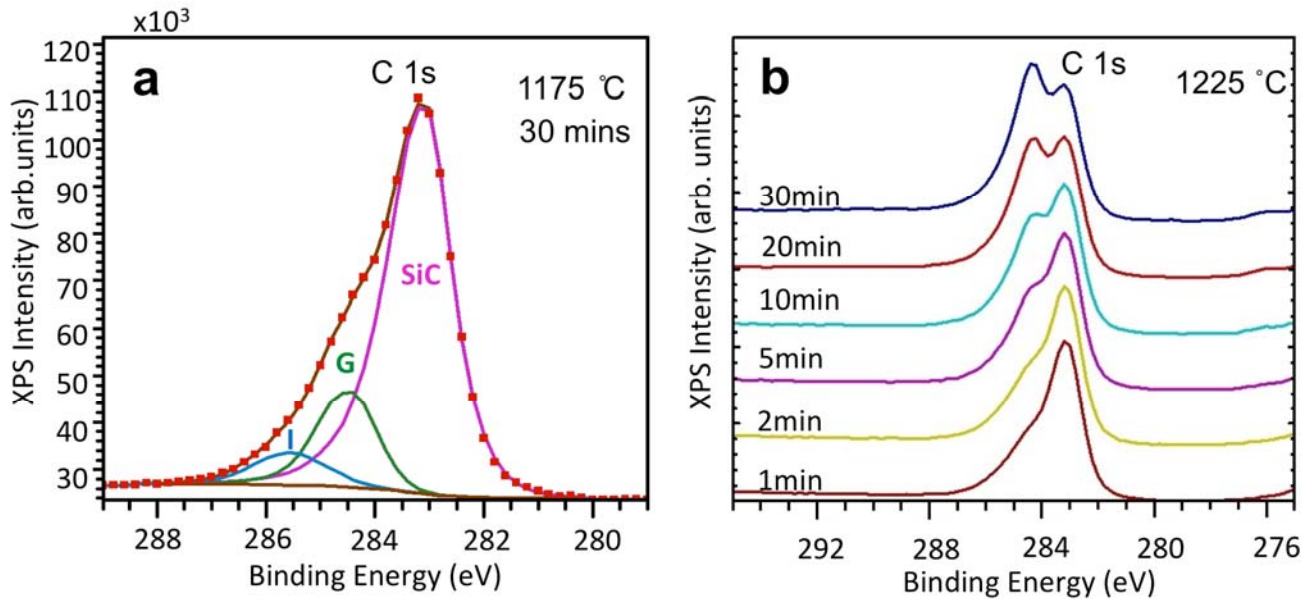 x10³
120
110
100
90
80
70
60
50
40
30
XPS Intensity (arb.units)
a
C 1s
1175 °C
30 mins
SiC
G
I
288 286 284 282 280
Binding Energy (eV)
XPS Intensity (arb. units)
b
C 1s
1225 °C
30min
20min
10min
5min
2min
1min
292 288 284 280 276
Binding Energy (eV)